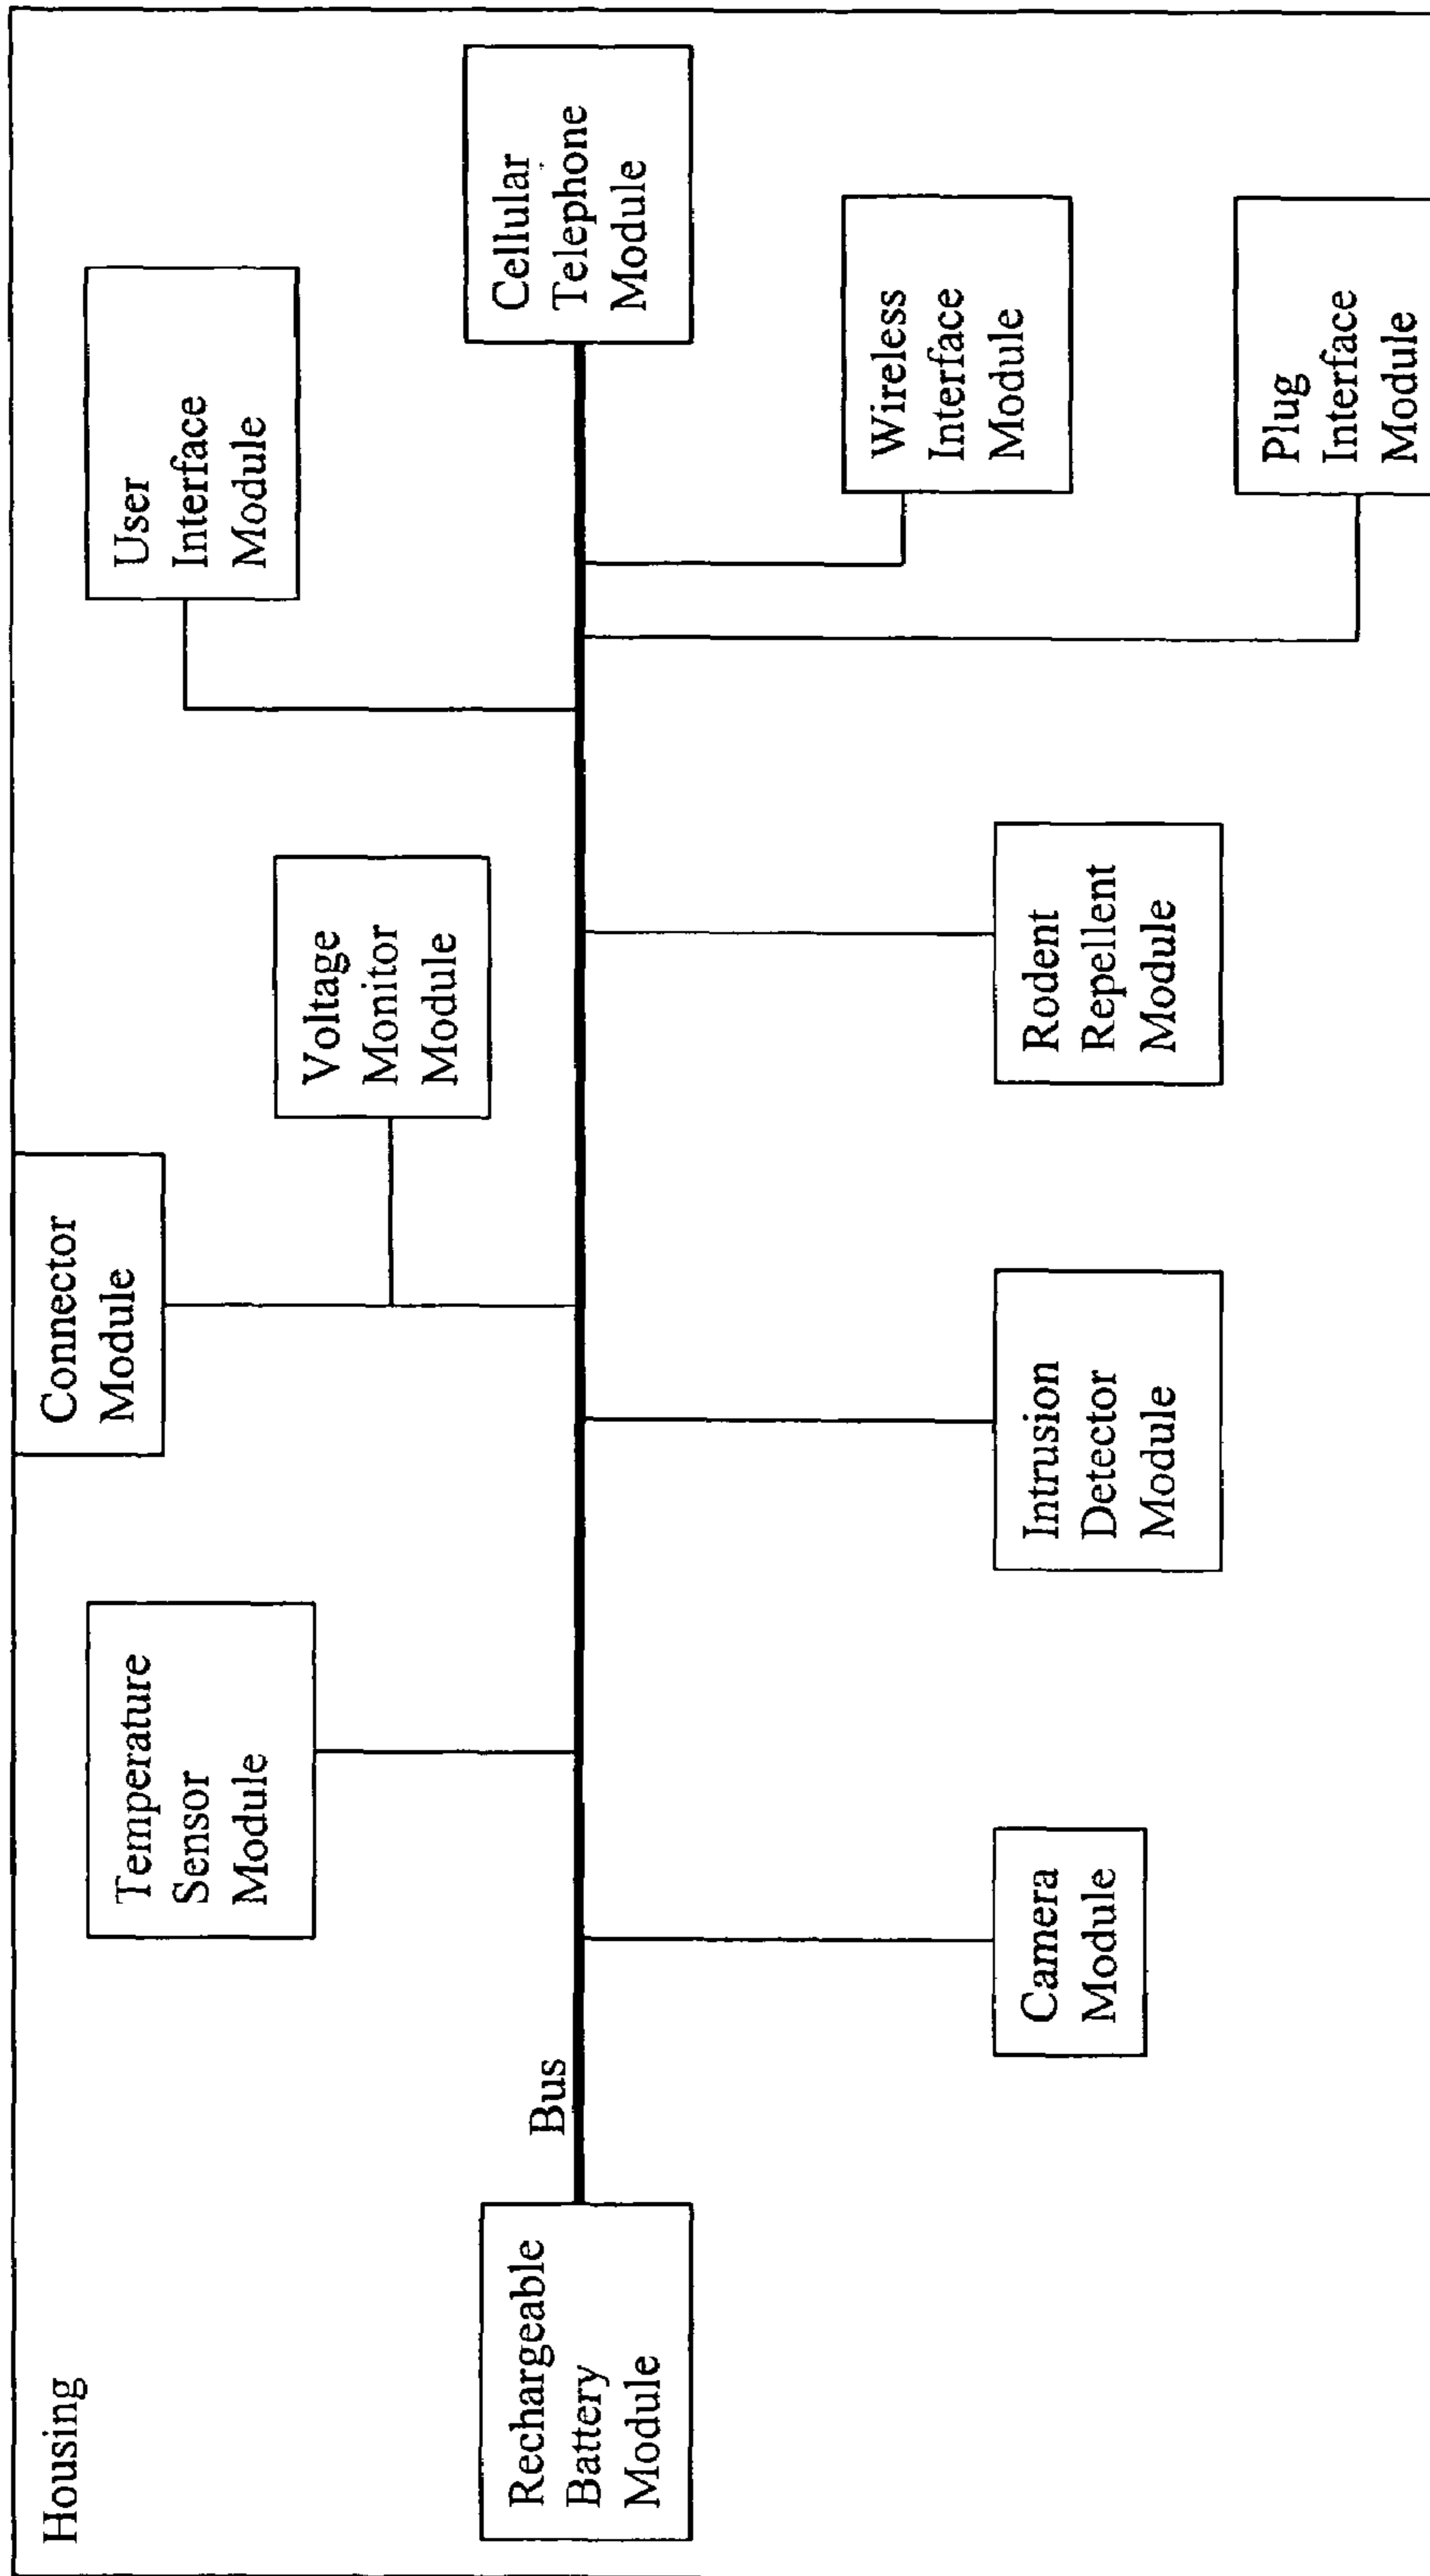 Housing
Connector
Module
Temperature
Sensor
Module
User
Interface
Module
Voltage
Monitor
Module
Bus
Rechargeable
Battery
Module
Cellular
Telephone
Module
Wireless
Interface
Module
Camera
Module
Intrusion
Detector
Module
Rodent
Repellent
Module
Plug
Interface
Module